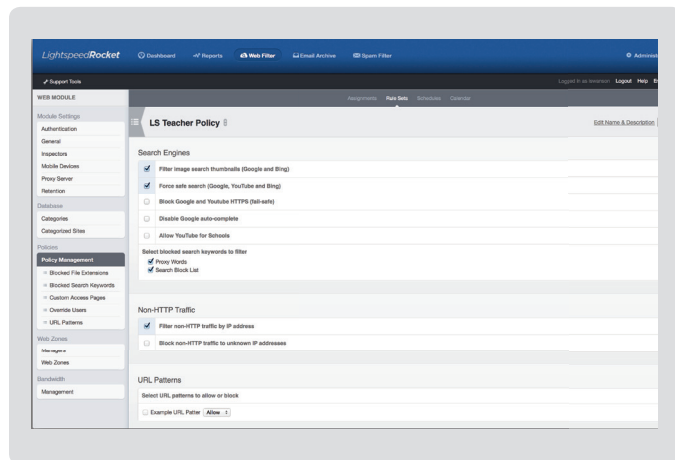 LightspeedRocket
Dashboard Reports Web Filter Email Archive Spam Filter Administ
Support Tools
Logged in as Logout Help
WEB MODULE
Assignments Rule Sets Schedules Calendar
Module Settings
Authentication
General
Inspectors
Mobile Devices
Proxy Server
Retention
Database
Categories
Categorized Sites
Policies
Policy Management
Blocked File Extensions
Blocked Search Keywords
Custom Access Pages
Override Users
URL Patterns
Web Zones
Managers
Web Zones
Bandwidth
Management
LS Teacher Policy
Edit Name & Description
Search Engines
Filter image search thumbnails (Google and Bing)
Force safe search (Google, YouTube and Bing)
Block Google and Youtube HTTPS (fail-safe)
Disable Google auto-complete
Allow YouTube for Schools
Select blocked search keywords to filter
Proxy Words
Search Block List
Non-HTTP Traffic
Filter non-HTTP traffic by IP address
Block non-HTTP traffic to unknown IP addresses
URL Patterns
Select URL patterns to allow or block
Example URL Patter Allow